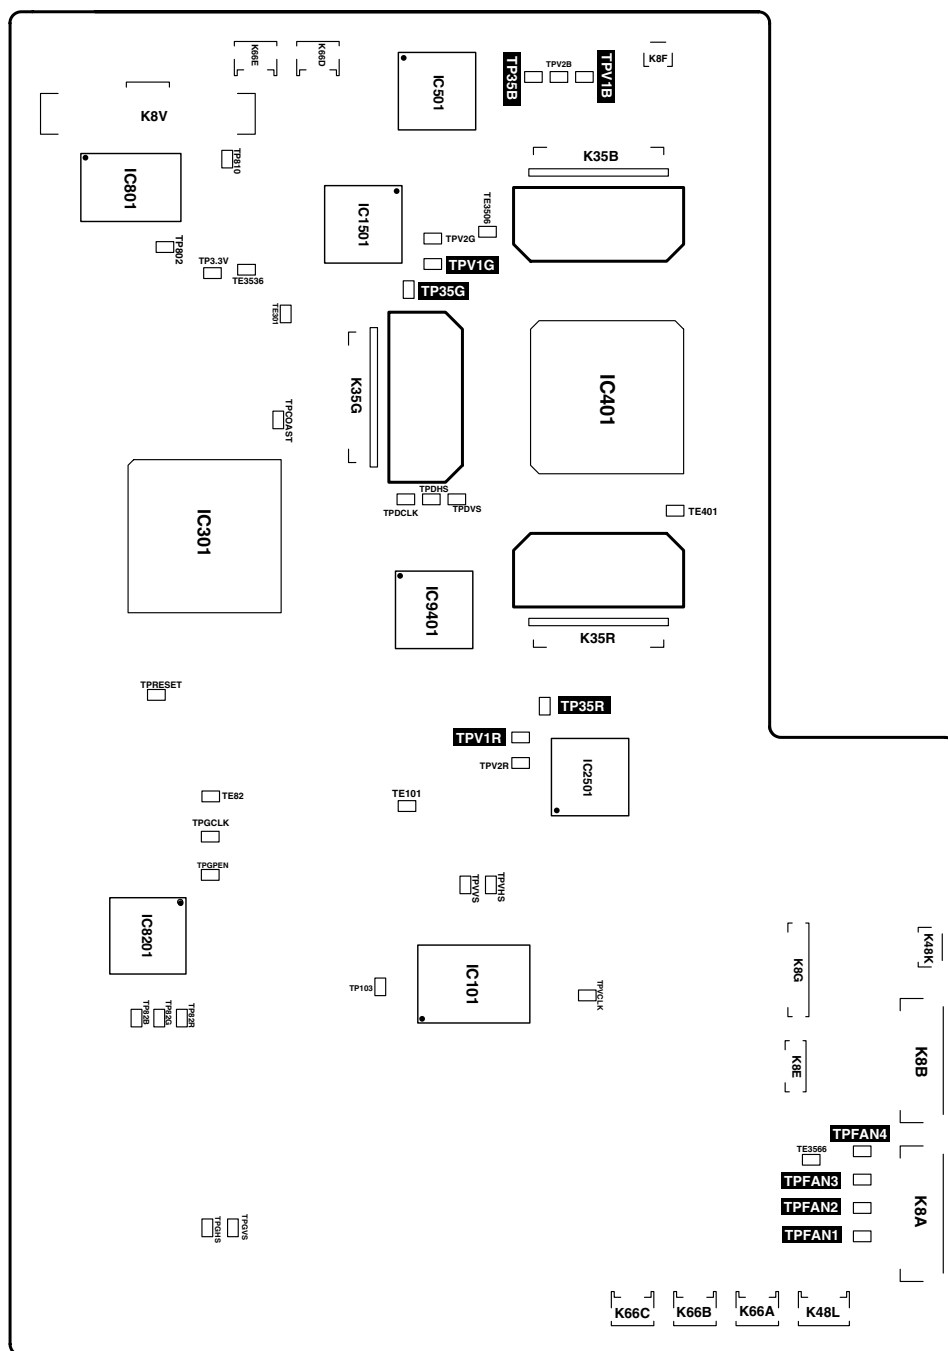 K66E
K66D
K8F
TP35B
TPV2B
TPV1B
IC501
K8V
K35B
TP810
IC801
TE3506
IC1501
TPV2G
TP802
TPV1G
TP3.3V
TE3536
TP35G
TE301
K35G
IC401
TPCOAST
TPDHS
TPDCLK
TPDVS
TE401
IC301
IC9401
K35R
TPRESET
TP35R
TPV1R
TPV2R
IC2501
TE82
TE101
TPGCLK
TPGPEN
TPVVS
TPVHS
IC8201
K8G
K48K
IC101
TP103
TPVCLK
TP82B
TP82G
TP82R
K8B
K8E
TPFAN4
TE3566
TPFAN3
TPFAN2
K8A
TPGHS
TPGVS
TPFAN1
K66C
K66B
K66A
K48L